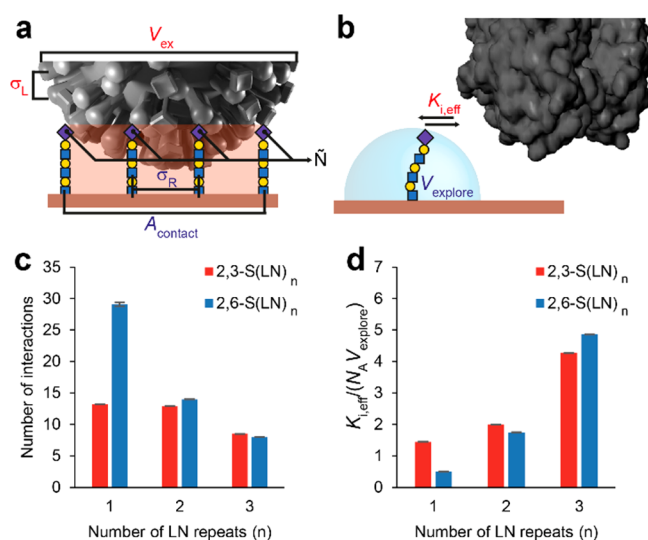 a
V_ex
σ_L
Ñ
σ_R
A_contact
b
K_i,eff
V_explore
c
Number of interactions
35
30
25
20
15
10
5
0
2,3-S(LN)_n
2,6-S(LN)_n
1 2 3
Number of LN repeats (n)
d
K_i,eff/(N_A V_explore)
7
6
5
4
3
2
1
0
2,3-S(LN)_n
2,6-S(LN)_n
1 2 3
Number of LN repeats (n)